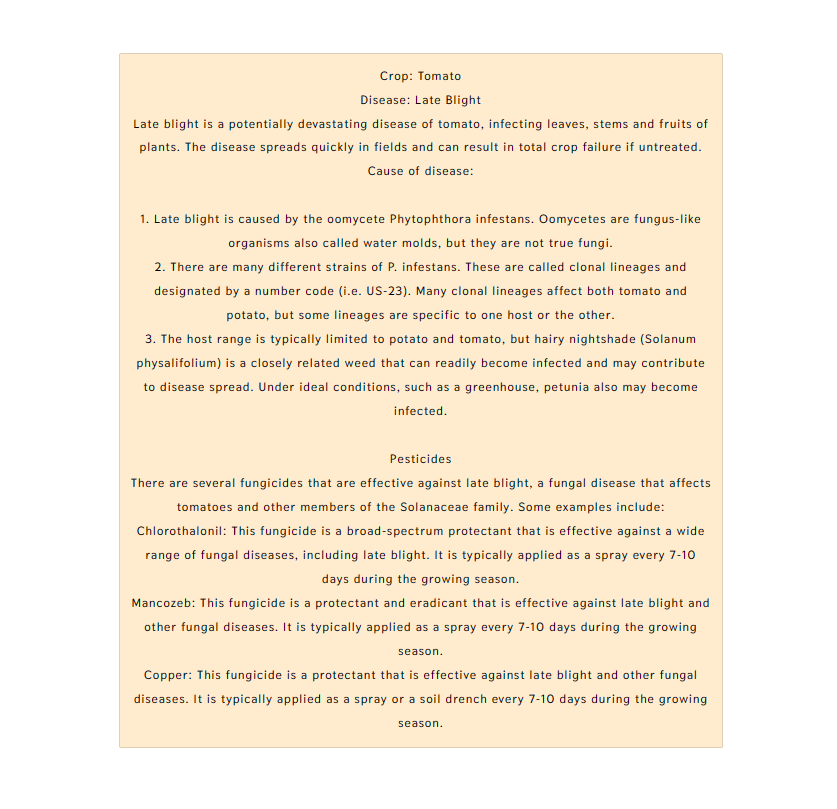 Crop: Tomato
Disease: Late Blight
Late blight is a potentially devastating disease of tomato, infecting leaves, stems and fruits of
plants. The disease spreads quickly in fields and can result in total crop failure if untreated.
Cause of disease:
1. Late blight is caused by the oomycete Phytophthora infestans. Oomycetes are fungus-like
organisms also called water molds, but they are not true fungi.
2. There are many different strains of P. infestans. These are called clonal lineages and
designated by a number code (i.e. US-23). Many clonal lineages affect both tomato and
potato, but some lineages are specific to one host or the other.
3. The host range is typically limited to potato and tomato, but hairy nightshade (Solanum
physalifolium) is a closely related weed that can readily become infected and may contribute
to disease spread. Under ideal conditions, such as a greenhouse, petunia also may become
infected.
Pesticides
There are several fungicides that are effective against late blight, a fungal disease that affects
tomatoes and other members of the Solanaceae family. Some examples include:
Chlorothalonil: This fungicide is a broad-spectrum protectant that is effective against a wide
range of fungal diseases, including late blight. It is typically applied as a spray every 7-10
days during the growing season.
Mancozeb: This fungicide is a protectant and eradicant that is effective against late blight and
other fungal diseases. It is typically applied as a spray every 7-10 days during the growing
season.
Copper: This fungicide is a protectant that is effective against late blight and other fungal
diseases. It is typically applied as a spray or a soil drench every 7-10 days during the growing
season.